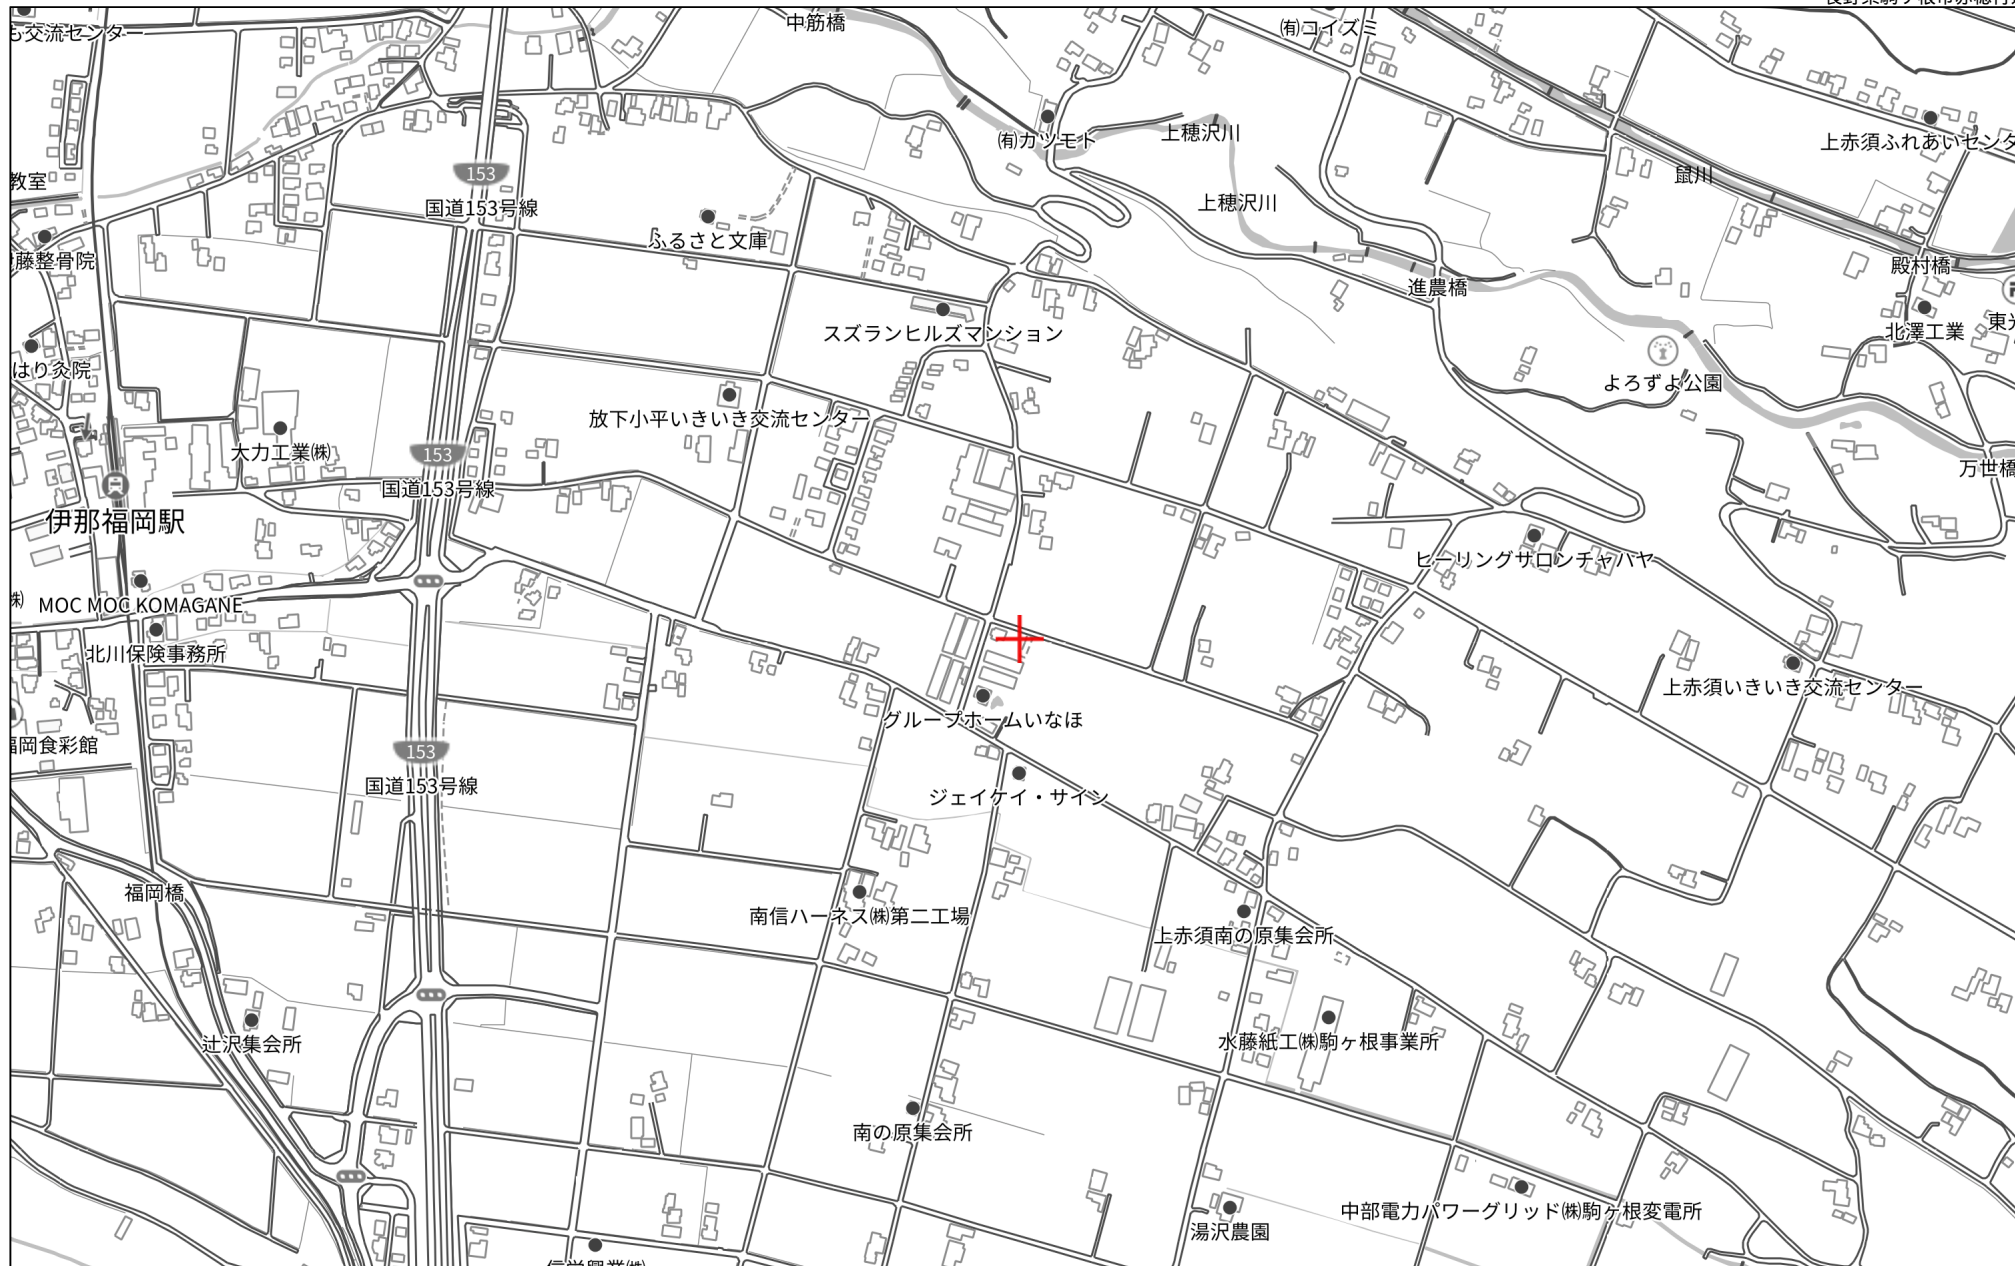 も交流センター
中筋橋
㈲コイズミ
㈲カツモト
上穂沢川
上赤須ふれあいセンタ
教室
153
国道153号線
上穂沢川
鼠川
ふるさと文庫
藤整骨院
殿村橋
進農橋
スズランヒルズマンション
北澤工業
東光
はり灸院
よろずよ公園
放下小平いきいき交流センター
大力工業㈱
153
国道153号線
万世橋
伊那福岡駅
ヒーリングサロンチャハヤ
㈱
MOC MOC KOMAGANE
北川保険事務所
上赤須いきいき交流センター
グループホームいなほ
福岡食彩館
153
国道153号線
ジェイケイ・サイン
福岡橋
南信ハーネス㈱第二工場
上赤須南の原集会所
辻沢集会所
水藤紙工㈱駒ヶ根事業所
南の原集会所
中部電力パワーグリッド㈱駒ヶ根変電所
湯沢農園